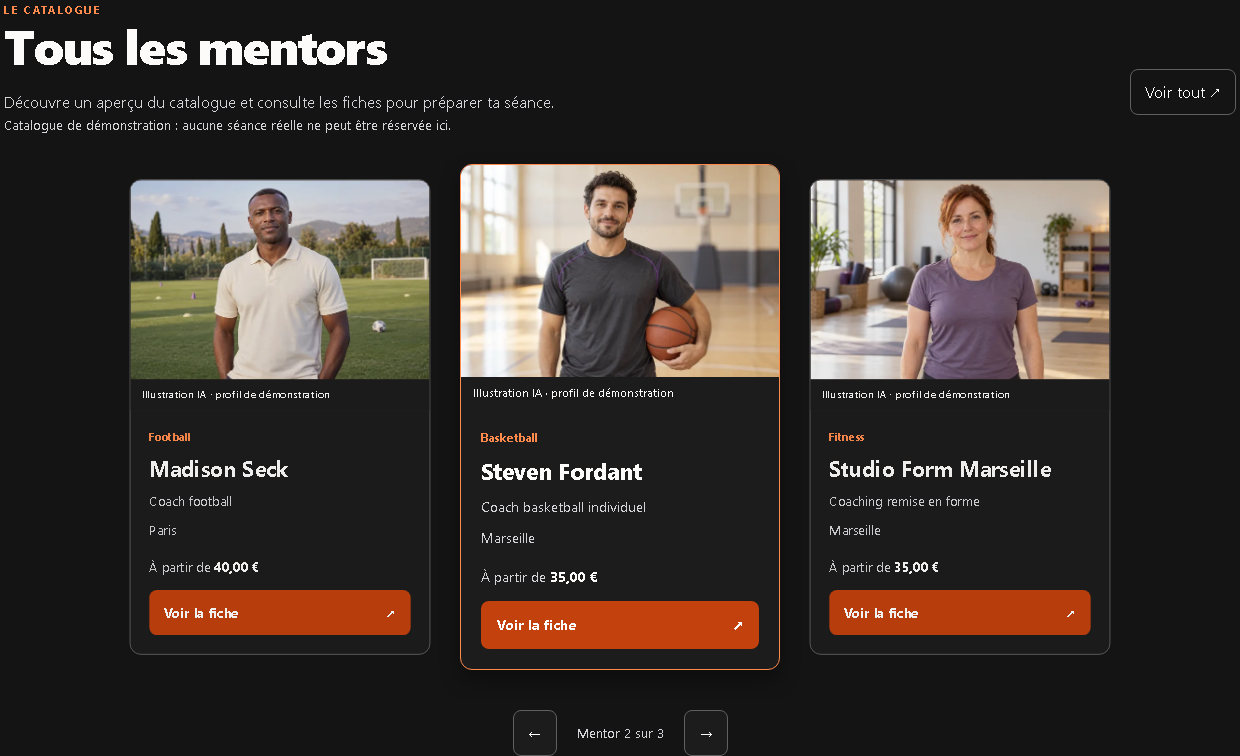 LE CATALOGUE
Tous les mentors
Découvre un aperçu du catalogue et consulte les fiches pour préparer ta séance.
Catalogue de démonstration : aucune séance réelle ne peut être réservée ici.
Voir tout ↗
Illustration IA · profil de démonstration
Football
Madison Seck
Coach football
Paris
À partir de 40,00 €
Voir la fiche ↗
Illustration IA · profil de démonstration
Basketball
Steven Fordant
Coach basketball individuel
Marseille
À partir de 35,00 €
Voir la fiche ↗
Illustration IA · profil de démonstration
Fitness
Studio Form Marseille
Coaching remise en forme
Marseille
À partir de 35,00 €
Voir la fiche ↗
← Mentor 2 sur 3 →